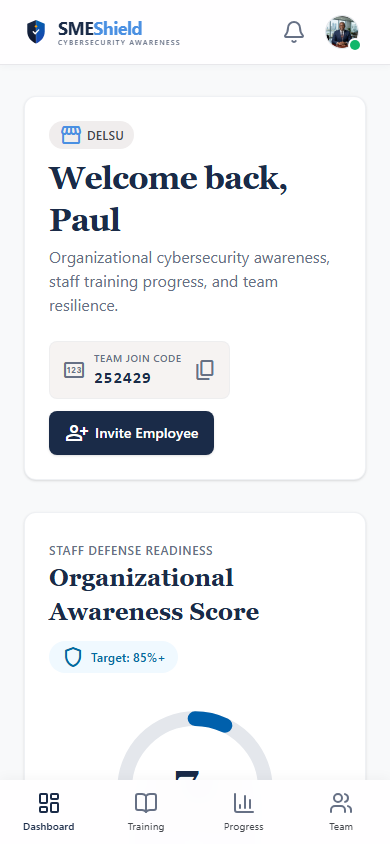 SMEShield
CYBERSECURITY AWARENESS
DELSU
Welcome back,
Paul
Organizational cybersecurity awareness,
staff training progress, and team
resilience.
123
TEAM JOIN CODE
252429
Invite Employee
STAFF DEFENSE READINESS
Organizational
Awareness Score
Target: 85%+
Dashboard
Training
Progress
Team